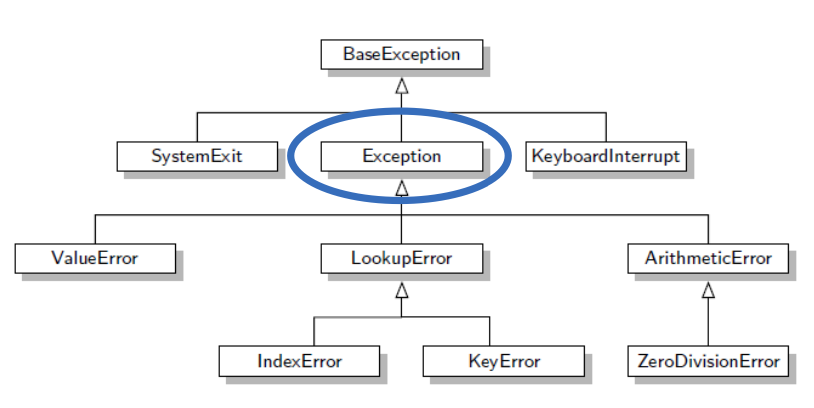 BaseException
SystemExit
Exception
KeyboardInterrupt
ValueError
LookupError
ArithmeticError
IndexError
KeyError
ZeroDivisionError